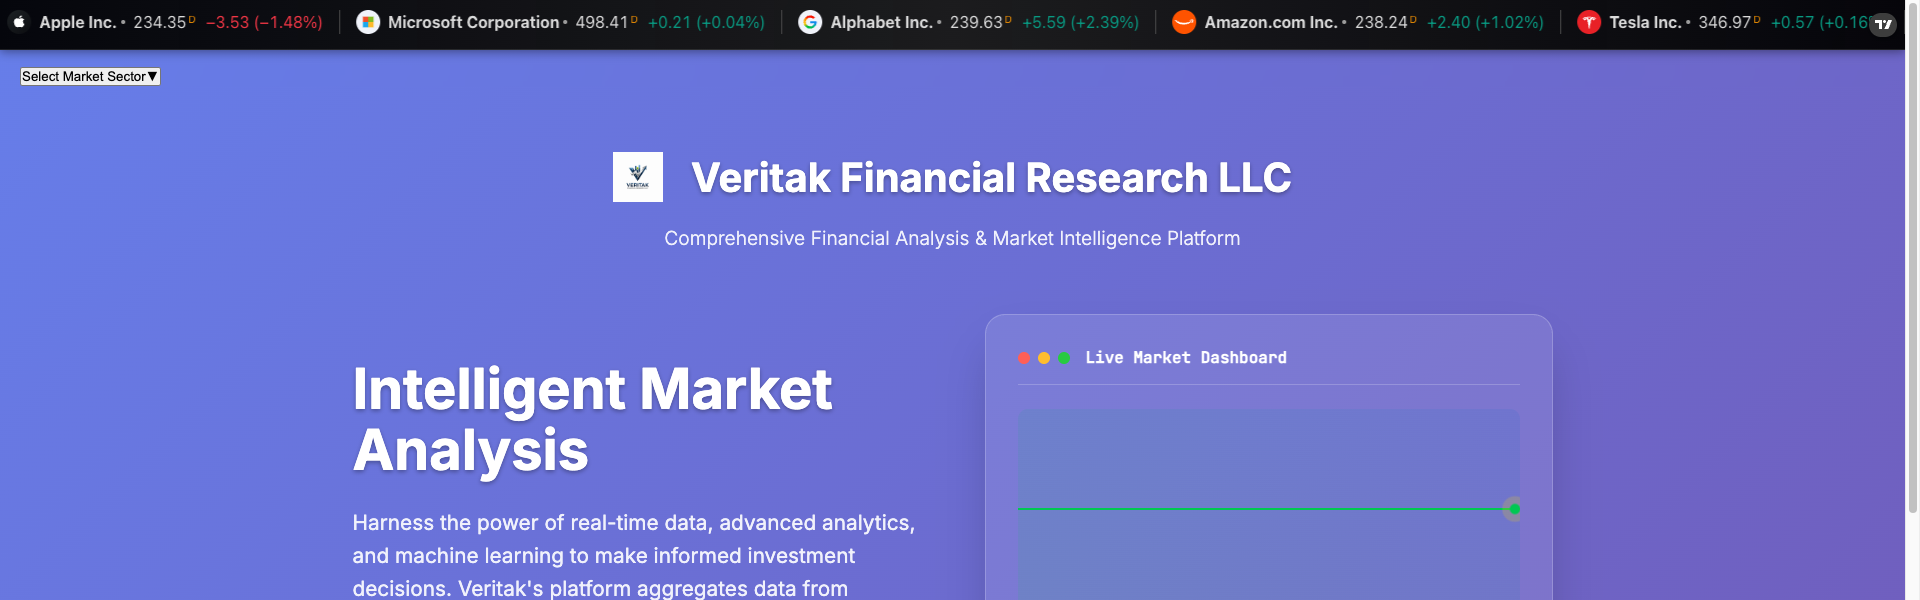 Apple Inc. • 234.35 D −3.53 (−1.48%) Microsoft Corporation • 498.41 D +0.21 (+0.04%) Alphabet Inc. • 239.63 D +5.59 (+2.39%) Amazon.com Inc. • 238.24 D +2.40 (+1.02%) Tesla Inc. • 346.97 D +0.57 (+0.16
Select Market Sector▼
VERITAK
Veritak Financial Research LLC
Comprehensive Financial Analysis & Market Intelligence Platform
Intelligent Market
Analysis
Harness the power of real-time data, advanced analytics,
and machine learning to make informed investment
decisions. Veritak's platform aggregates data from
Live Market Dashboard